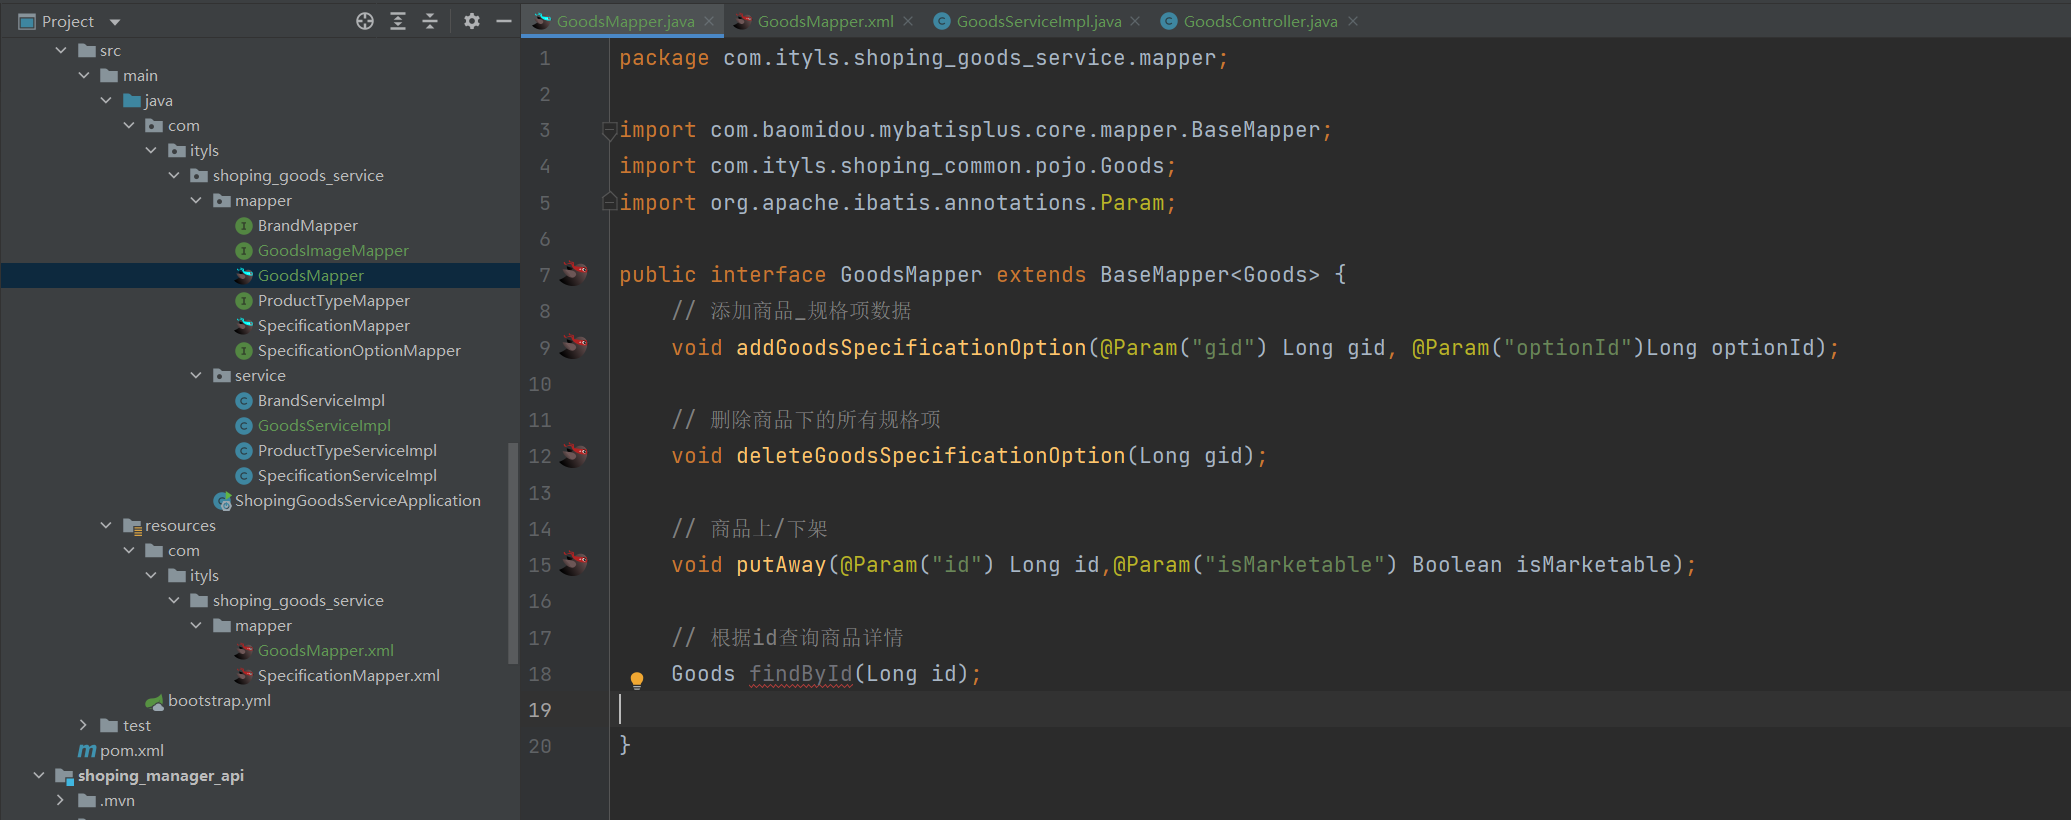 Project
src
main
java
com
ityls
shoping_goods_service
mapper
BrandMapper
GoodsImageMapper
GoodsMapper
ProductTypeMapper
SpecificationMapper
SpecificationOptionMapper
service
BrandServiceImpl
GoodsServiceImpl
ProductTypeServiceImpl
SpecificationServiceImpl
ShopingGoodsServiceApplication
resources
com
ityls
shoping_goods_service
mapper
GoodsMapper.xml
SpecificationMapper.xml
bootstrap.yml
test
pom.xml
shoping_manager_api
.mvn
GoodsMapper.java GoodsMapper.xml GoodsServiceImpl.java GoodsController.java
1 package com.ityls.shoping_goods_service.mapper;
2
3 import com.baomidou.mybatisplus.core.mapper.BaseMapper;
4 import com.ityls.shoping_common.pojo.Goods;
5 import org.apache.ibatis.annotations.Param;
6
7 public interface GoodsMapper extends BaseMapper<Goods> {
8 // 添加商品_规格项数据
9 void addGoodsSpecificationOption(@Param("gid") Long gid, @Param("optionId")Long optionId);
10
11 // 删除商品下的所有规格项
12 void deleteGoodsSpecificationOption(Long gid);
13
14 // 商品上/下架
15 void putAway(@Param("id") Long id,@Param("isMarketable") Boolean isMarketable);
16
17 // 根据id查询商品详情
18 Goods findById(Long id);
19
20 }